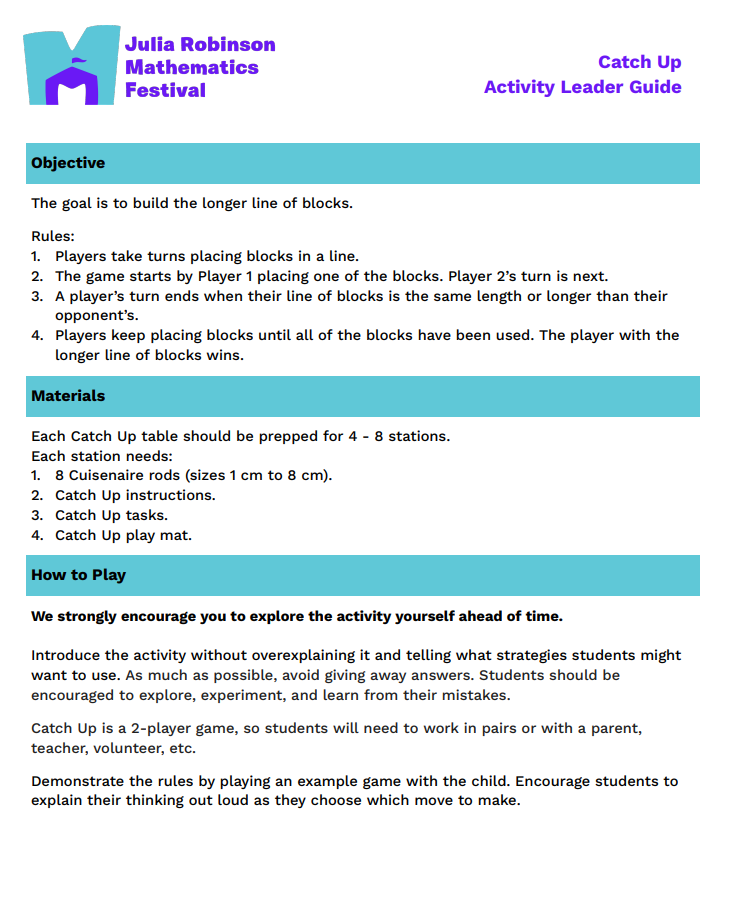 Julia Robinson
Mathematics
Festival
Catch Up
Activity Leader Guide
Objective
The goal is to build the longer line of blocks.
Rules:
1. Players take turns placing blocks in a line.
2. The game starts by Player 1 placing one of the blocks. Player 2’s turn is next.
3. A player’s turn ends when their line of blocks is the same length or longer than their
opponent’s.
4. Players keep placing blocks until all of the blocks have been used. The player with the
longer line of blocks wins.
Materials
Each Catch Up table should be prepped for 4 - 8 stations.
Each station needs:
1. 8 Cuisenaire rods (sizes 1 cm to 8 cm).
2. Catch Up instructions.
3. Catch Up tasks.
4. Catch Up play mat.
How to Play
We strongly encourage you to explore the activity yourself ahead of time.
Introduce the activity without overexplaining it and telling what strategies students might
want to use. As much as possible, avoid giving away answers. Students should be
encouraged to explore, experiment, and learn from their mistakes.
Catch Up is a 2-player game, so students will need to work in pairs or with a parent,
teacher, volunteer, etc.
Demonstrate the rules by playing an example game with the child. Encourage students to
explain their thinking out loud as they choose which move to make.